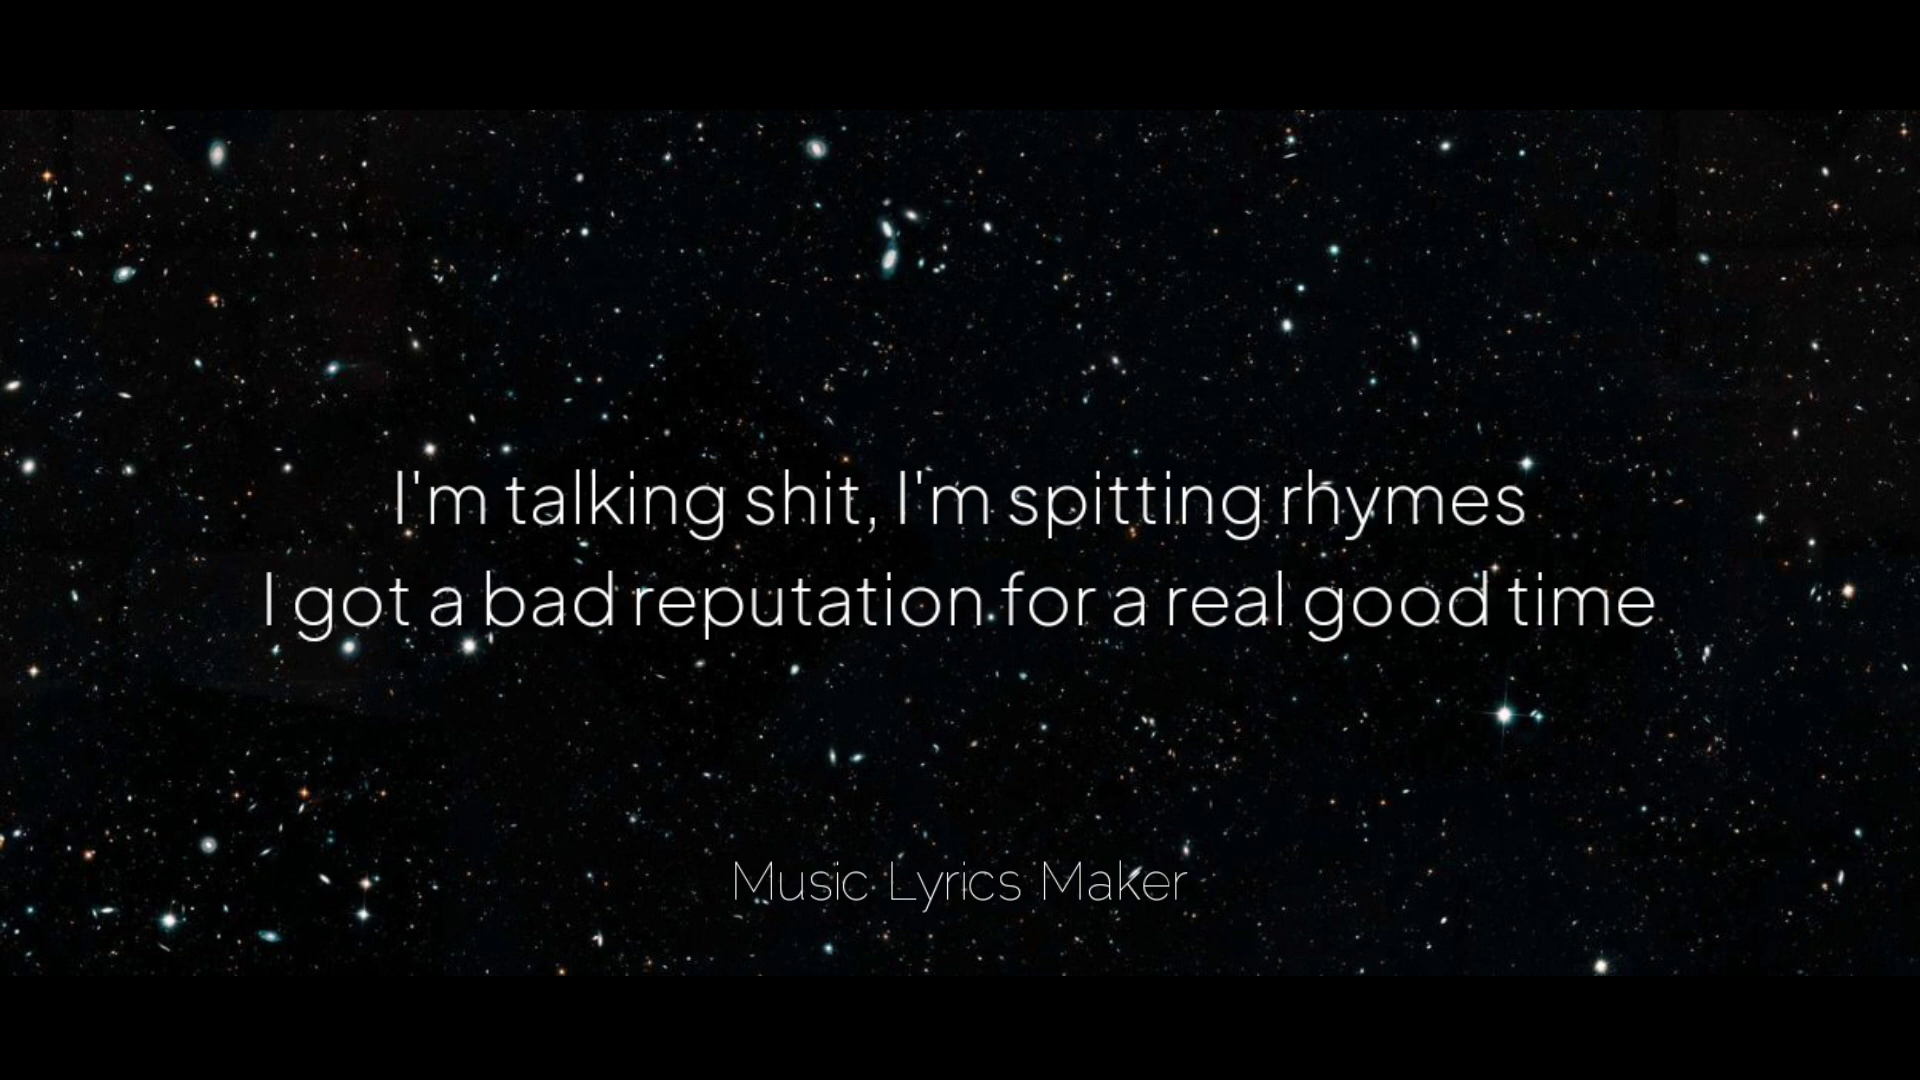 I'm talking shit, I'm spitting rhymes
I got a bad reputation for a real good time
Music Lyrics Maker